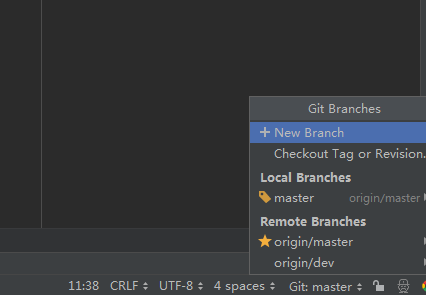 Git Branches
New Branch
Checkout Tag or Revision.
Local Branches
master origin/master
Remote Branches
origin/master
origin/dev
11:38 CRLF UTF-8 4 spaces Git: master